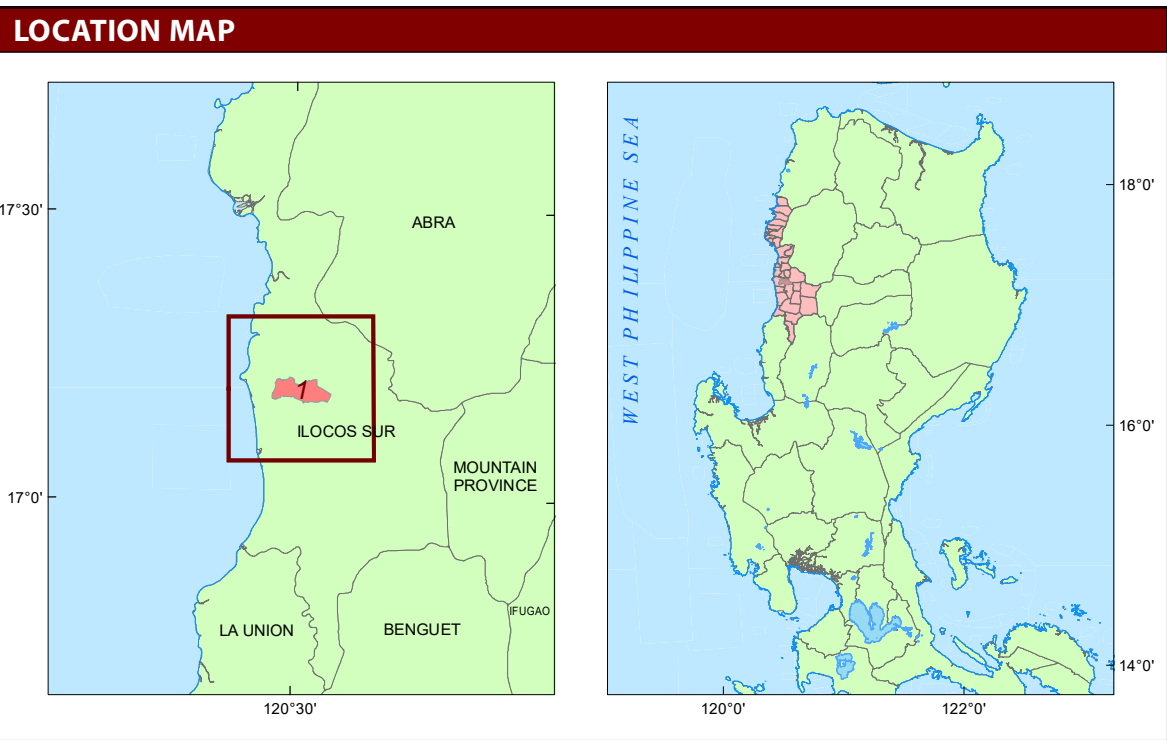 LOCATION MAP
17°30'
17°0'
120°30'
ABRA
1
ILOCOS SUR
MOUNTAIN
PROVINCE
IFUGAO
LA UNION
BENGUET
WEST PHILIPPINE SEA
18°0'
16°0'
14°0'
120°0'
122°0'